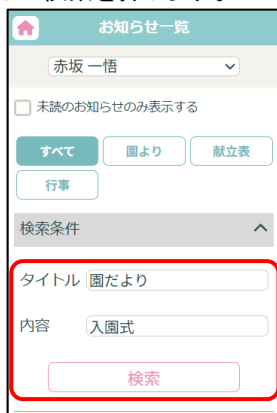 お知らせ一覧
赤坂 一悟
未読のお知らせのみ表示する
すべて 園より 献立表
行事
検索条件
タイトル 園だより
内容 入園式
検索